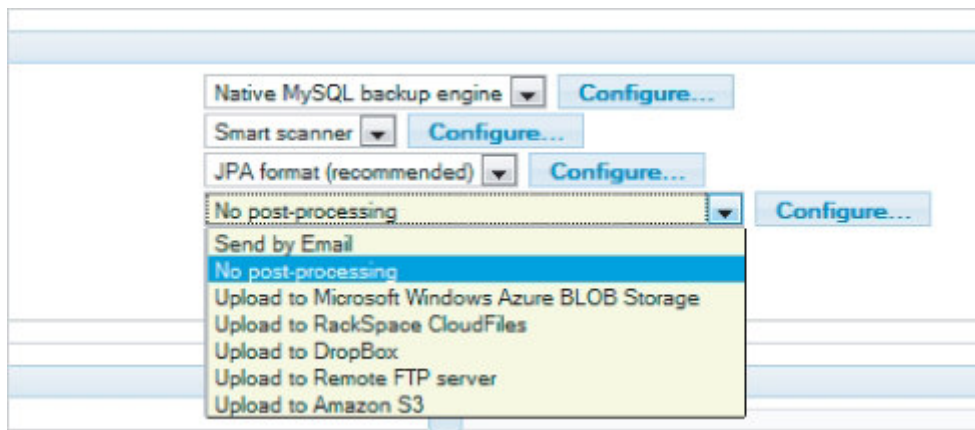 Native MySQL backup engine Configure...
Smart scanner Configure...
JPA format (recommended) Configure...
No post-processing Configure...
Send by Email
No post-processing
Upload to Microsoft Windows Azure BLOB Storage
Upload to RackSpace CloudFiles
Upload to DropBox
Upload to Remote FTP server
Upload to Amazon S3